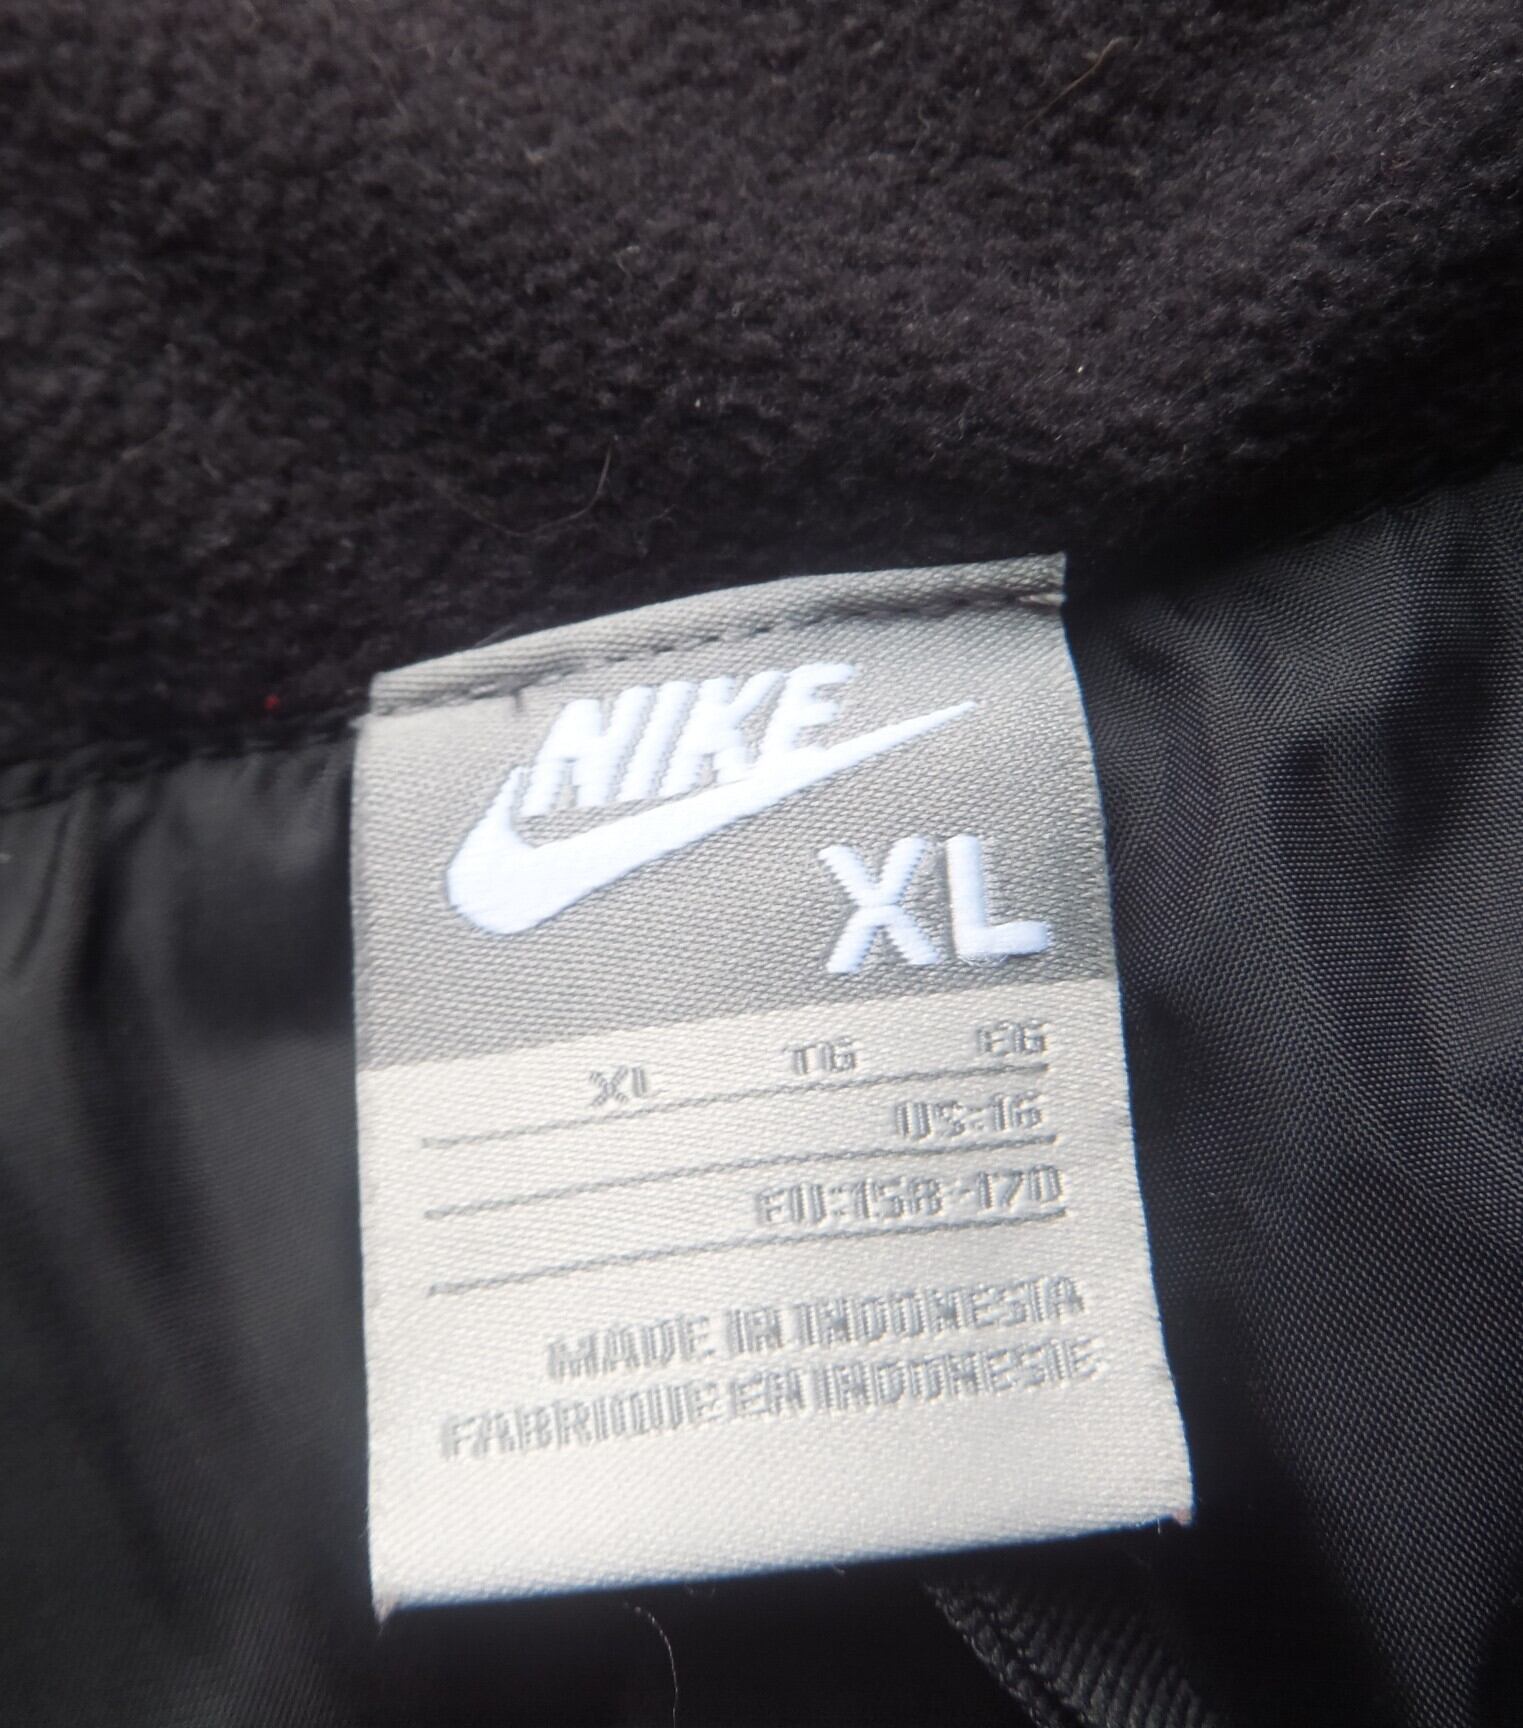 NIKE
XL
XL TG EG
US:16
EU:158-170
MADE IN INDONESIA
FABRIQUE EN INDONESIE